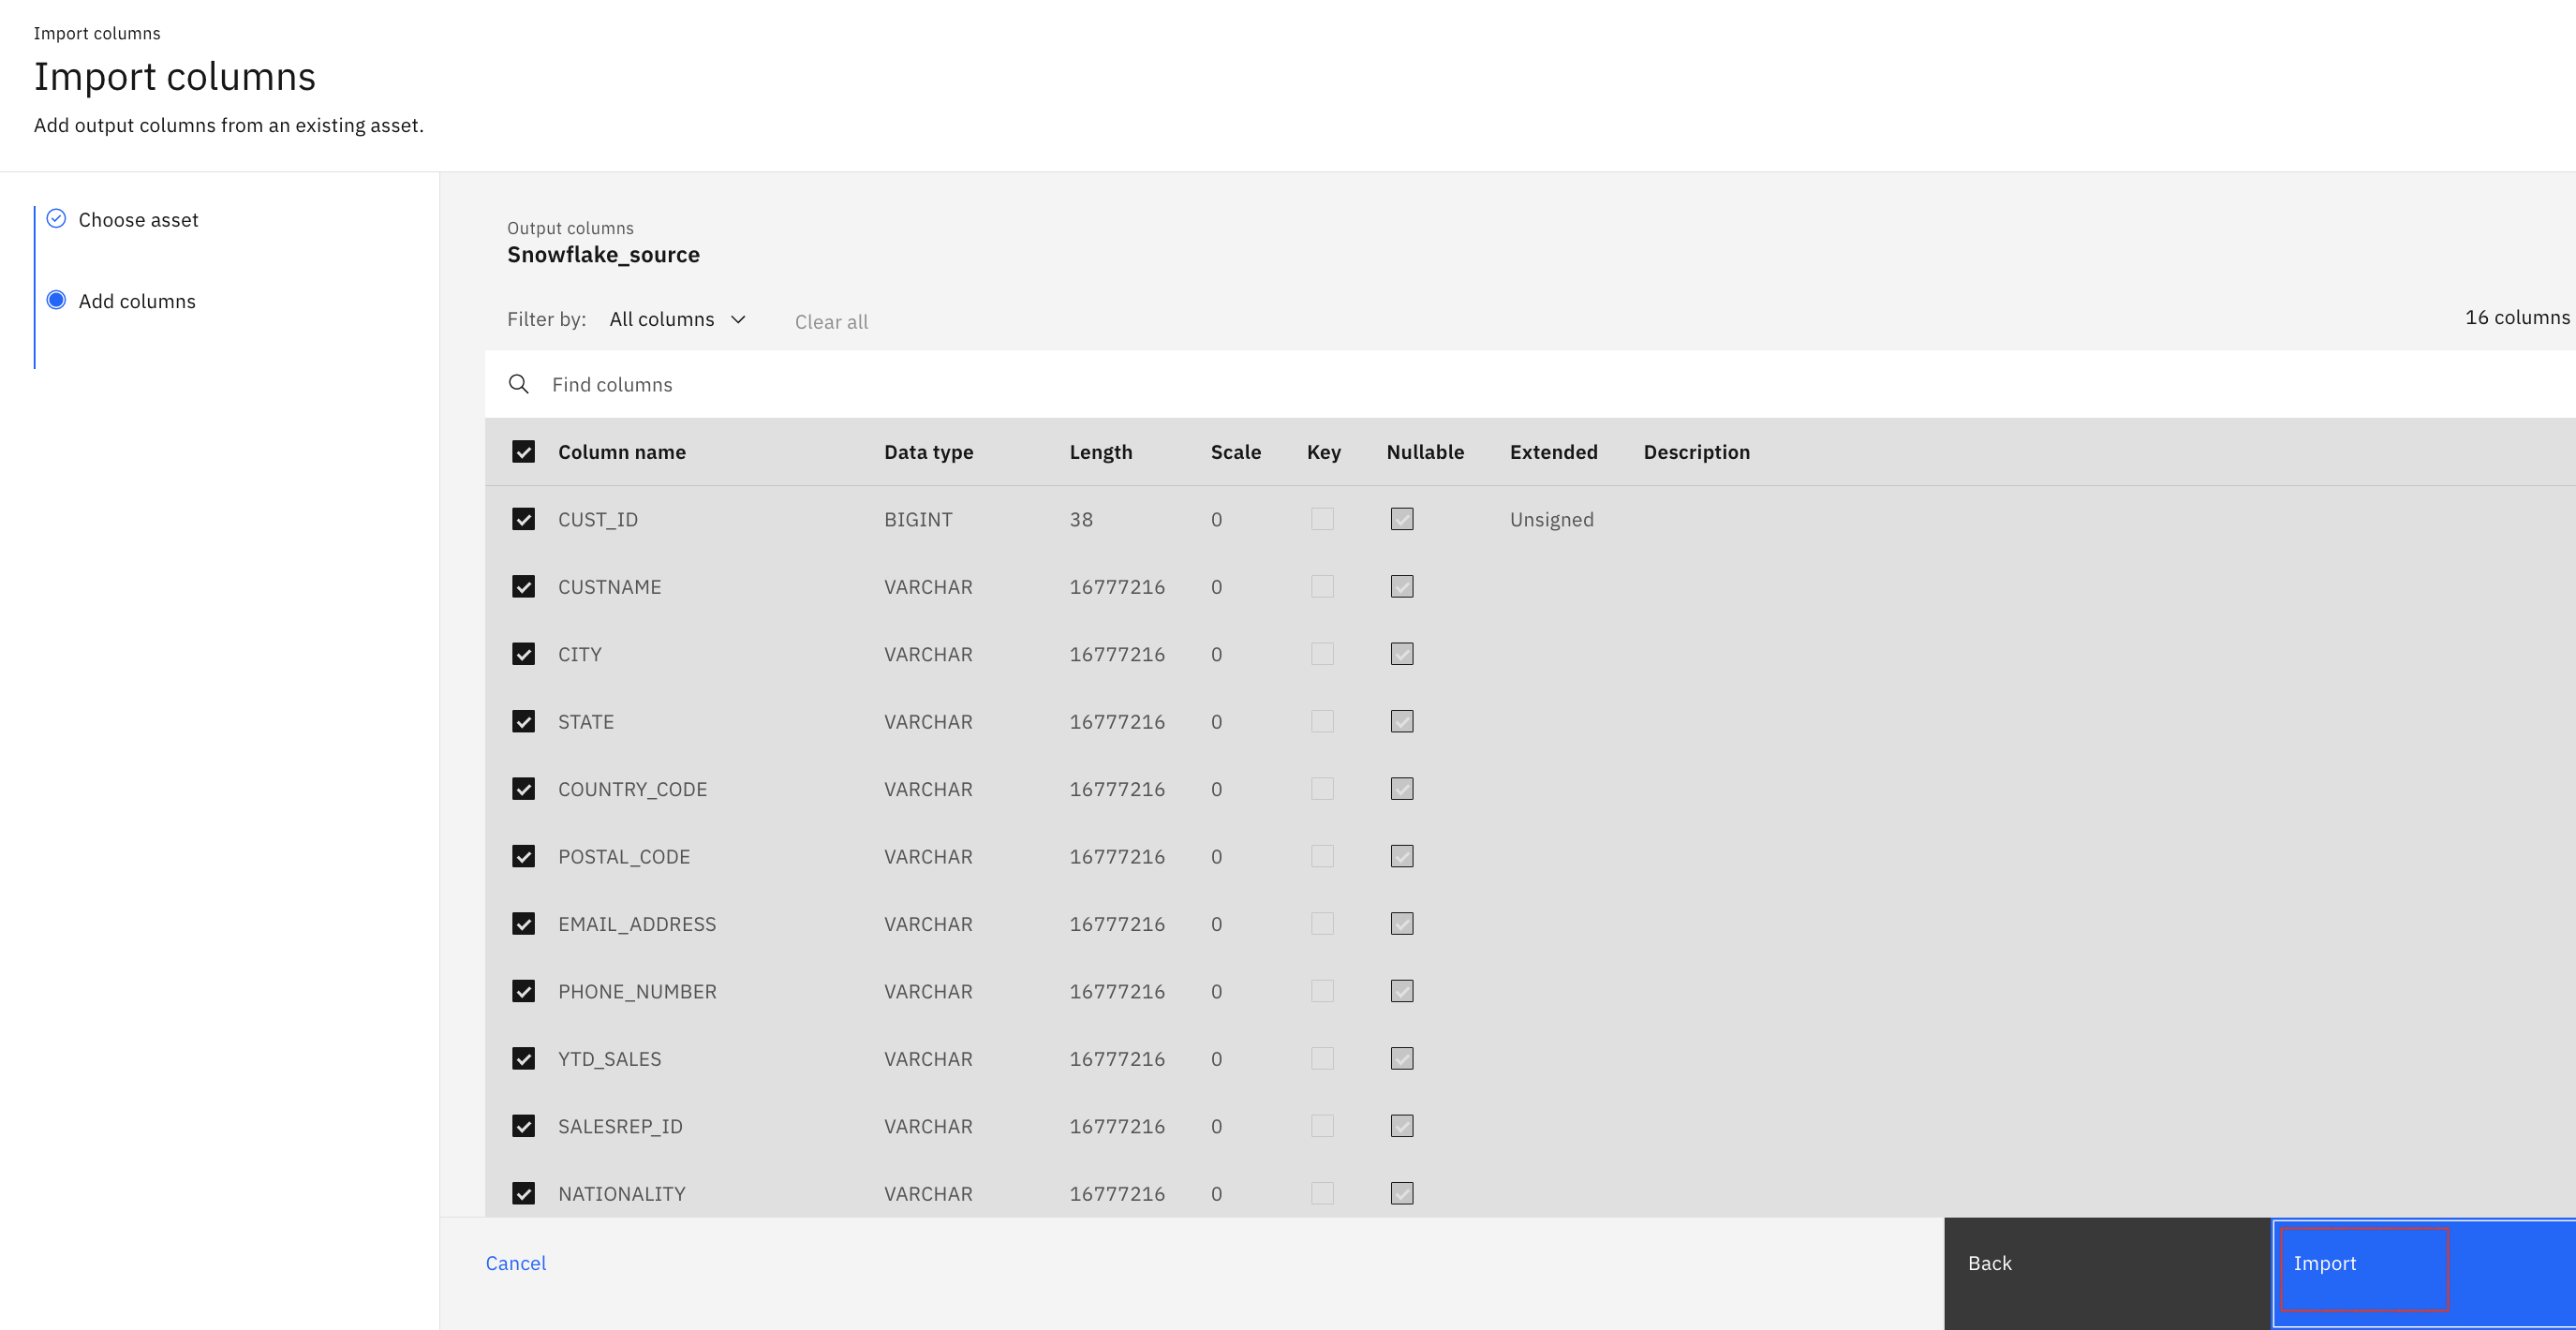 Import columns
Import columns
Add output columns from an existing asset.
Choose asset
Add columns
Output columns
Snowflake_source
Filter by: All columns Clear all 16 columns
Find columns
Column name Data type Length Scale Key Nullable Extended Description
CUST_ID BIGINT 38 0 Unsigned
CUSTNAME VARCHAR 16777216 0
CITY VARCHAR 16777216 0
STATE VARCHAR 16777216 0
COUNTRY_CODE VARCHAR 16777216 0
POSTAL_CODE VARCHAR 16777216 0
EMAIL_ADDRESS VARCHAR 16777216 0
PHONE_NUMBER VARCHAR 16777216 0
YTD_SALES VARCHAR 16777216 0
SALESREP_ID VARCHAR 16777216 0
NATIONALITY VARCHAR 16777216 0
Cancel Back Import